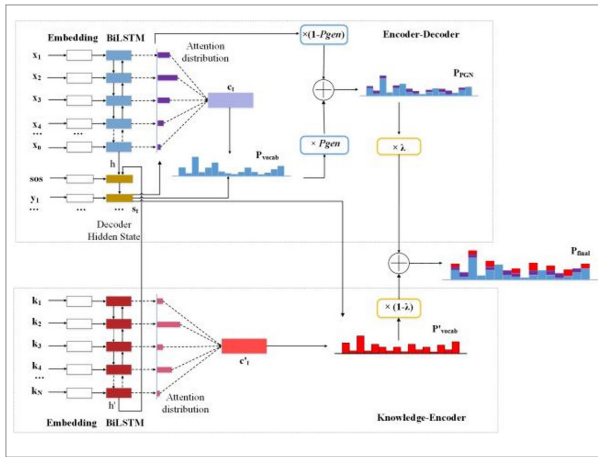 Embedding BiLSTM
Attention
distribution
×(1-Pgen)
Encoder-Decoder
x1
x2
x3
x4
...
...
xn
ct
PPGN
Pvocab
× Pgen
× λ
h
sos
y1
...
...
...
st
Decoder
Hidden State
Pfinal
× (1-λ)
P'vocab
k1
k2
k3
k4
...
kN
c't
h'
Attention
distribution
Embedding BiLSTM
Knowledge-Encoder